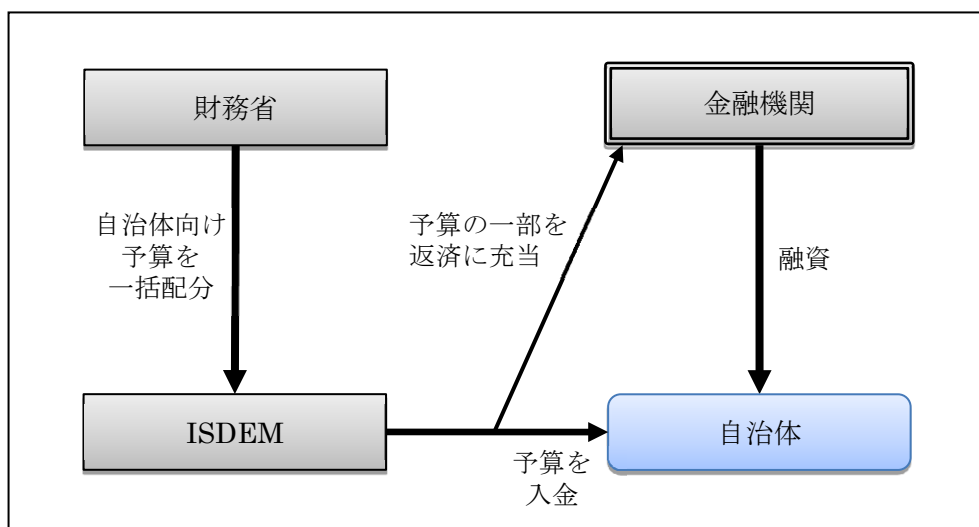 財務省
金融機関
自治体向け
予算を
一括配分
予算の一部を
返済に充当
融資
ISDEM
自治体
予算を
入金